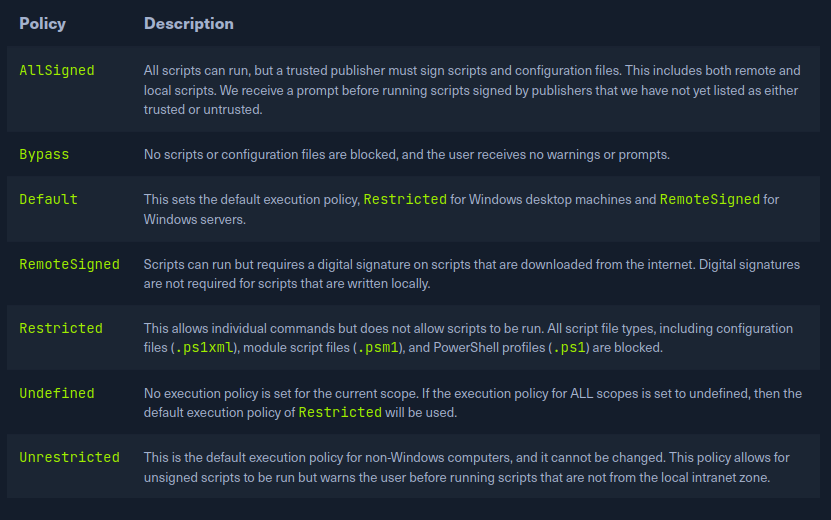 Policy Description
AllSigned All scripts can run, but a trusted publisher must sign scripts and configuration files. This includes both remote and
local scripts. We receive a prompt before running scripts signed by publishers that we have not yet listed as either
trusted or untrusted.
Bypass No scripts or configuration files are blocked, and the user receives no warnings or prompts.
Default This sets the default execution policy, Restricted for Windows desktop machines and RemoteSigned for
Windows servers.
RemoteSigned Scripts can run but requires a digital signature on scripts that are downloaded from the internet. Digital signatures
are not required for scripts that are written locally.
Restricted This allows individual commands but does not allow scripts to be run. All script file types, including configuration
files (.ps1xml), module script files (.psm1), and PowerShell profiles (.ps1) are blocked.
Undefined No execution policy is set for the current scope. If the execution policy for ALL scopes is set to undefined, then the
default execution policy of Restricted will be used.
Unrestricted This is the default execution policy for non-Windows computers, and it cannot be changed. This policy allows for
unsigned scripts to be run but warns the user before running scripts that are not from the local intranet zone.